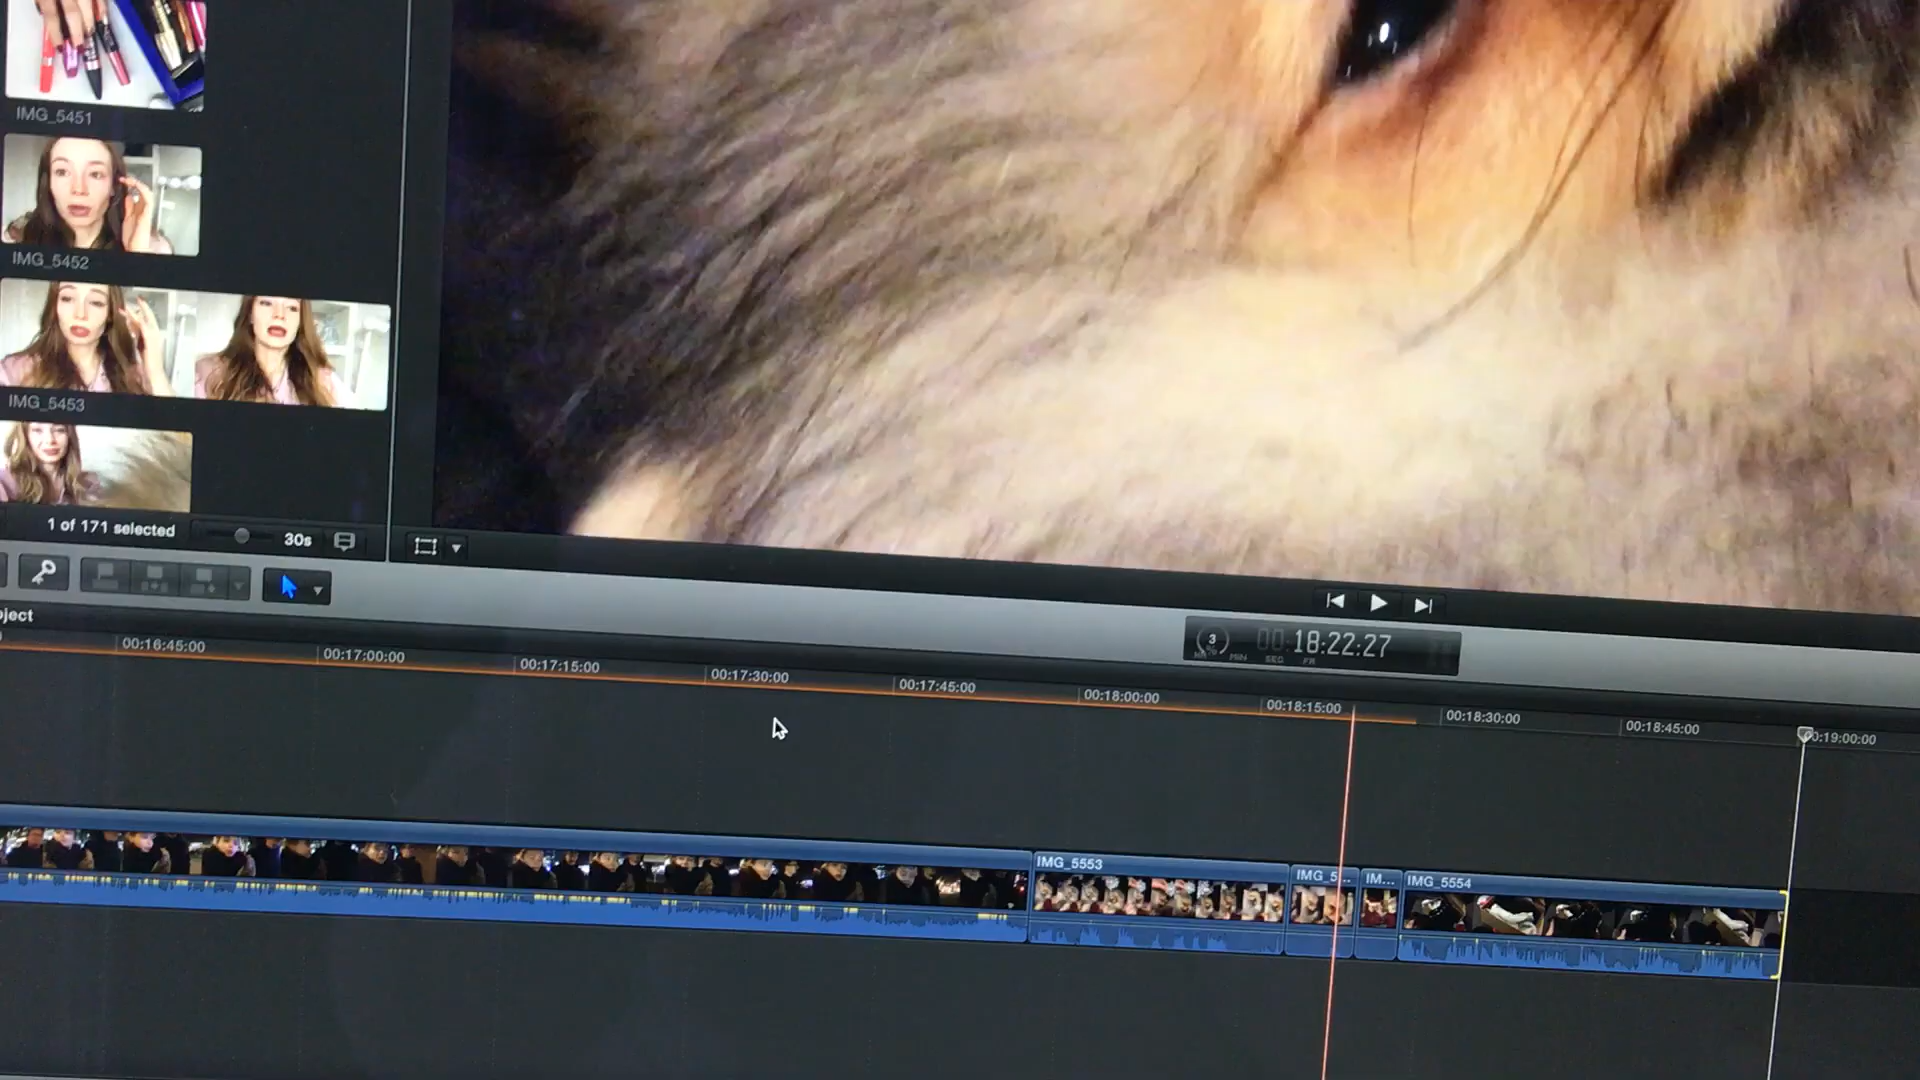 IMG_5451
IMG_5452
IMG_5453
1 of 171 selected
30s
oject
3
%
00:18:22:27
MIN SEC FR
00:16:45:00
00:17:00:00
00:17:15:00
00:17:30:00
00:17:45:00
00:18:00:00
00:18:15:00
00:18:30:00
00:18:45:00
00:19:00:00
IMG_5553
IMG_5...
IM...
IMG_5554